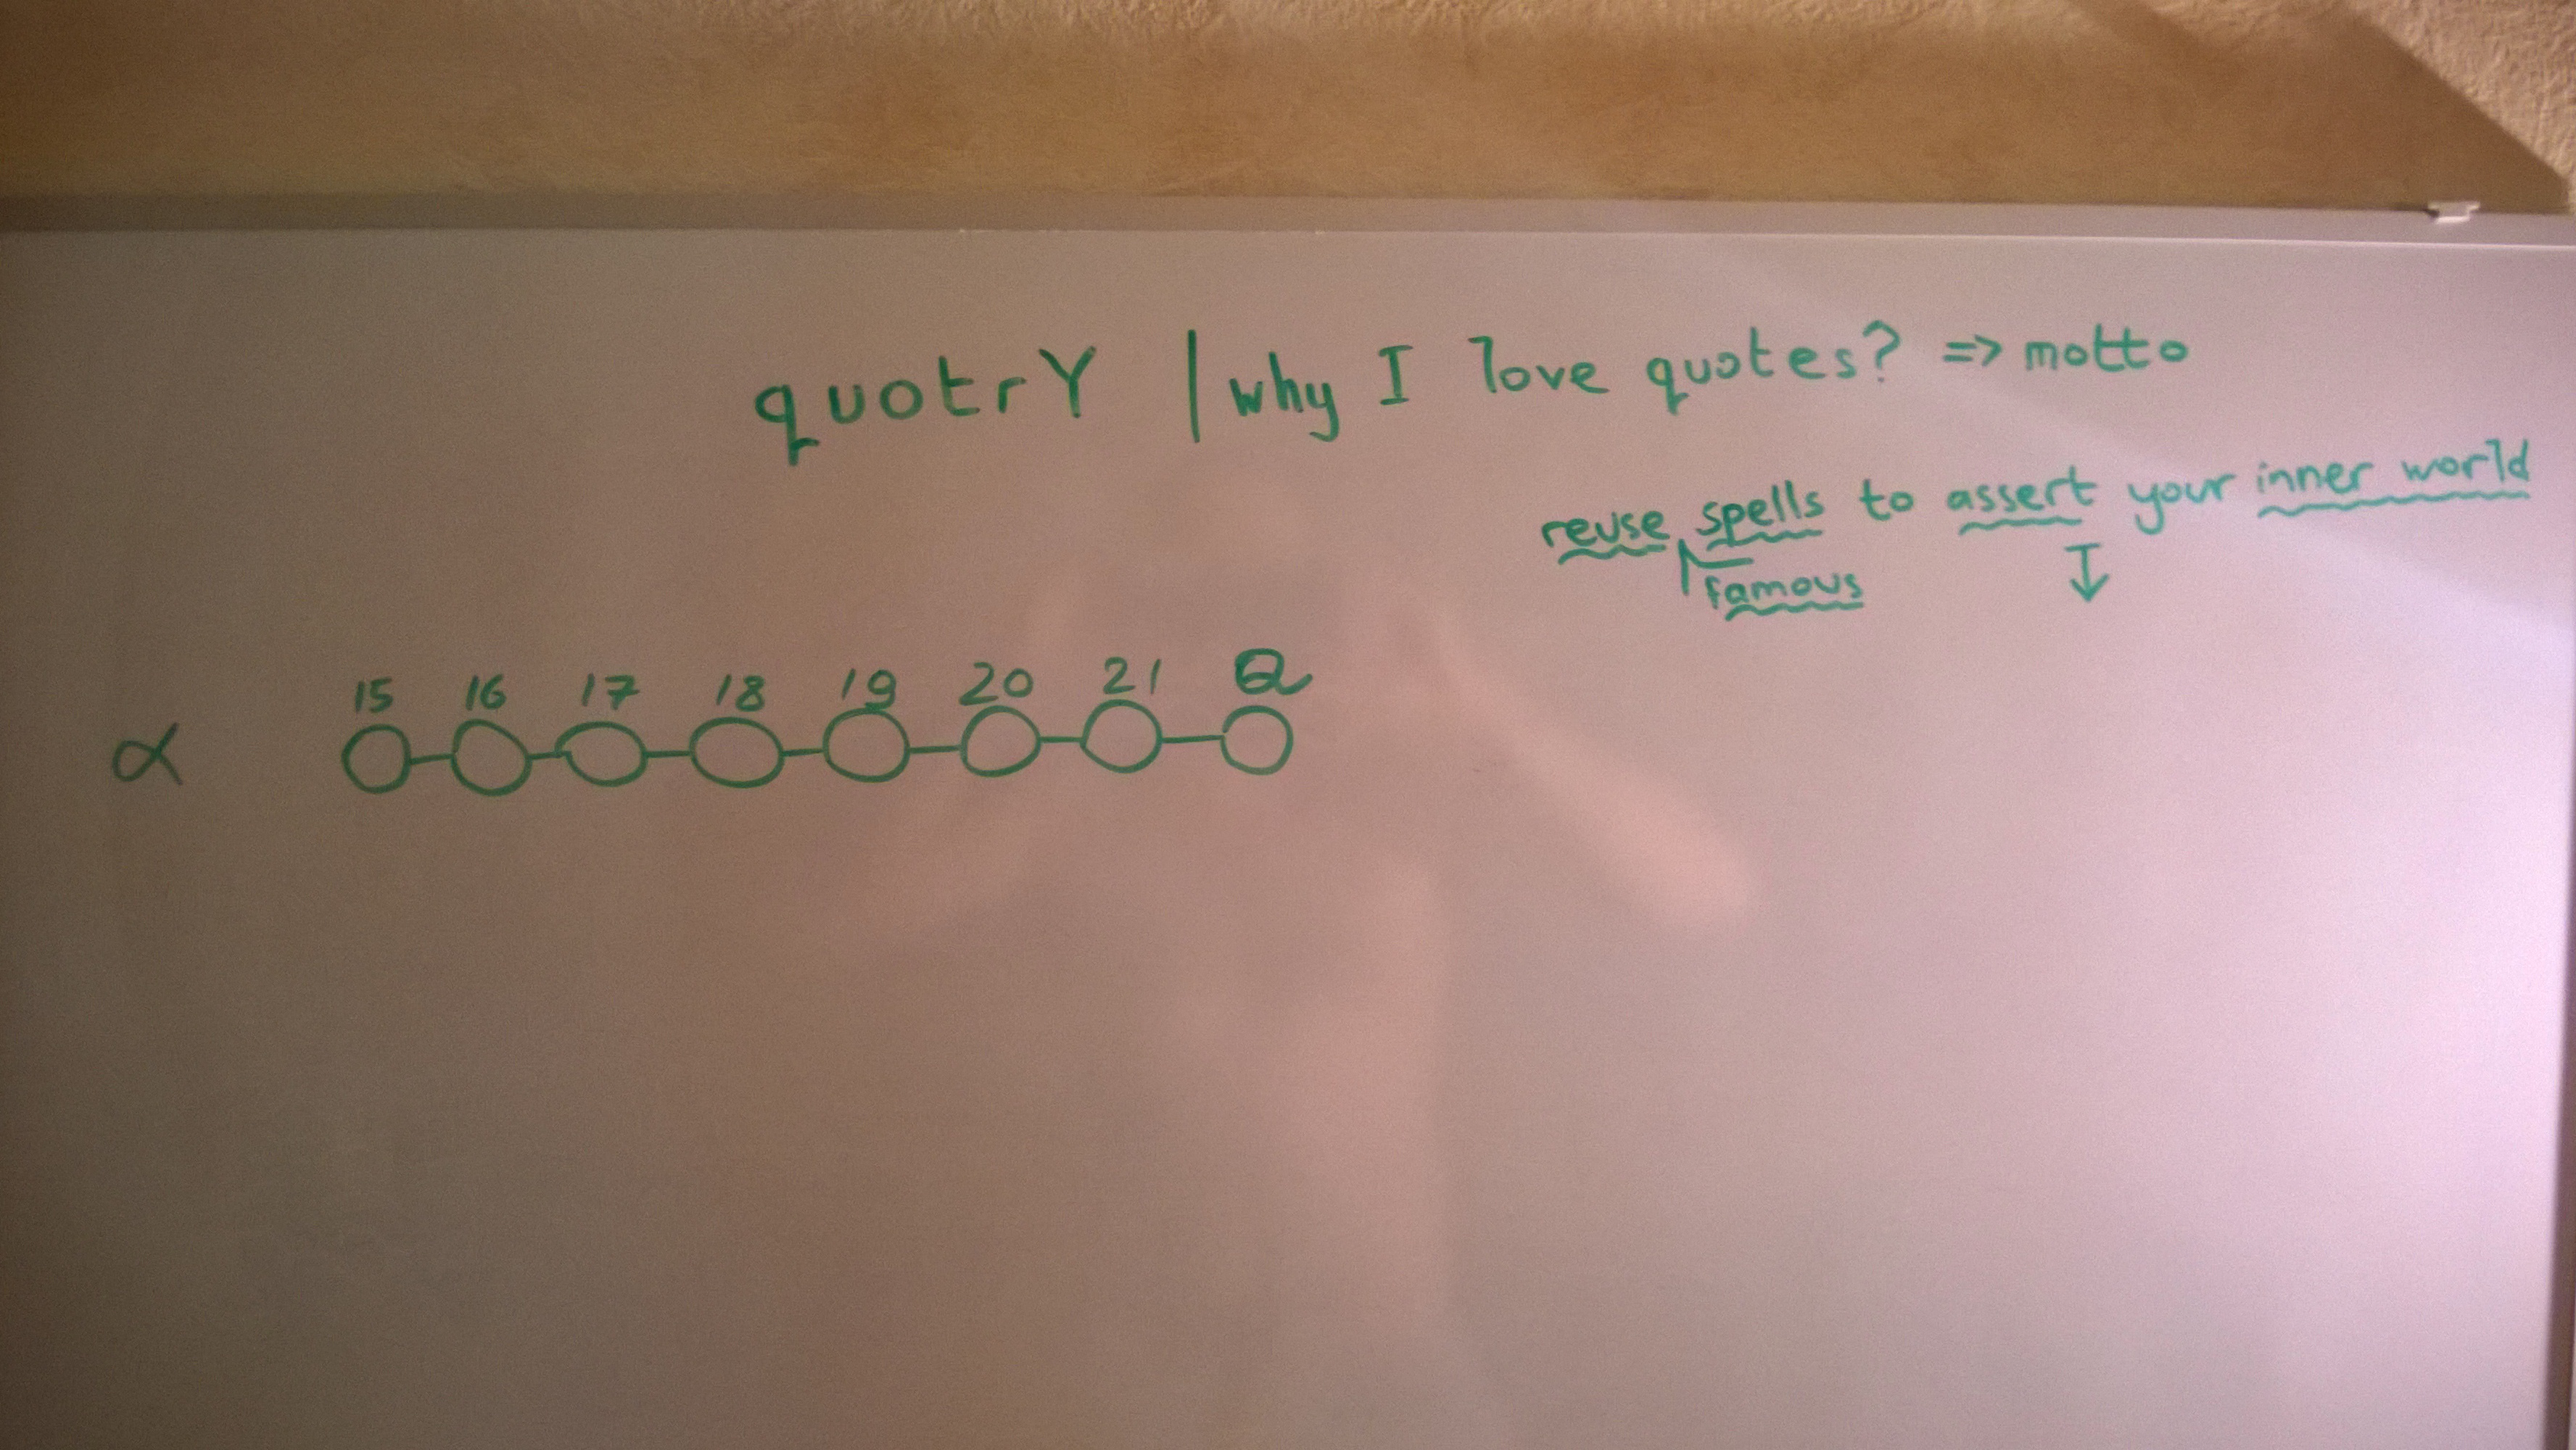 quotrY | why I love quotes? => motto
reuse spells to assert your inner world
famous
15 16 17 18 19 20 21 Q
α